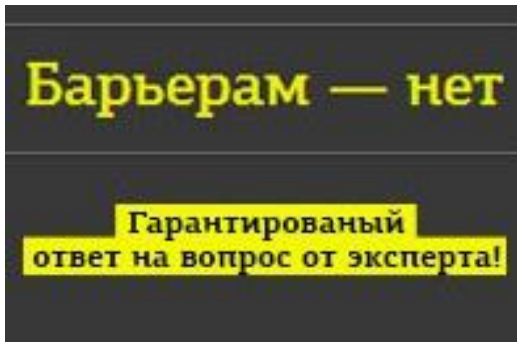 Барьерам — нет
Гарантированый
ответ на вопрос от эксперта!